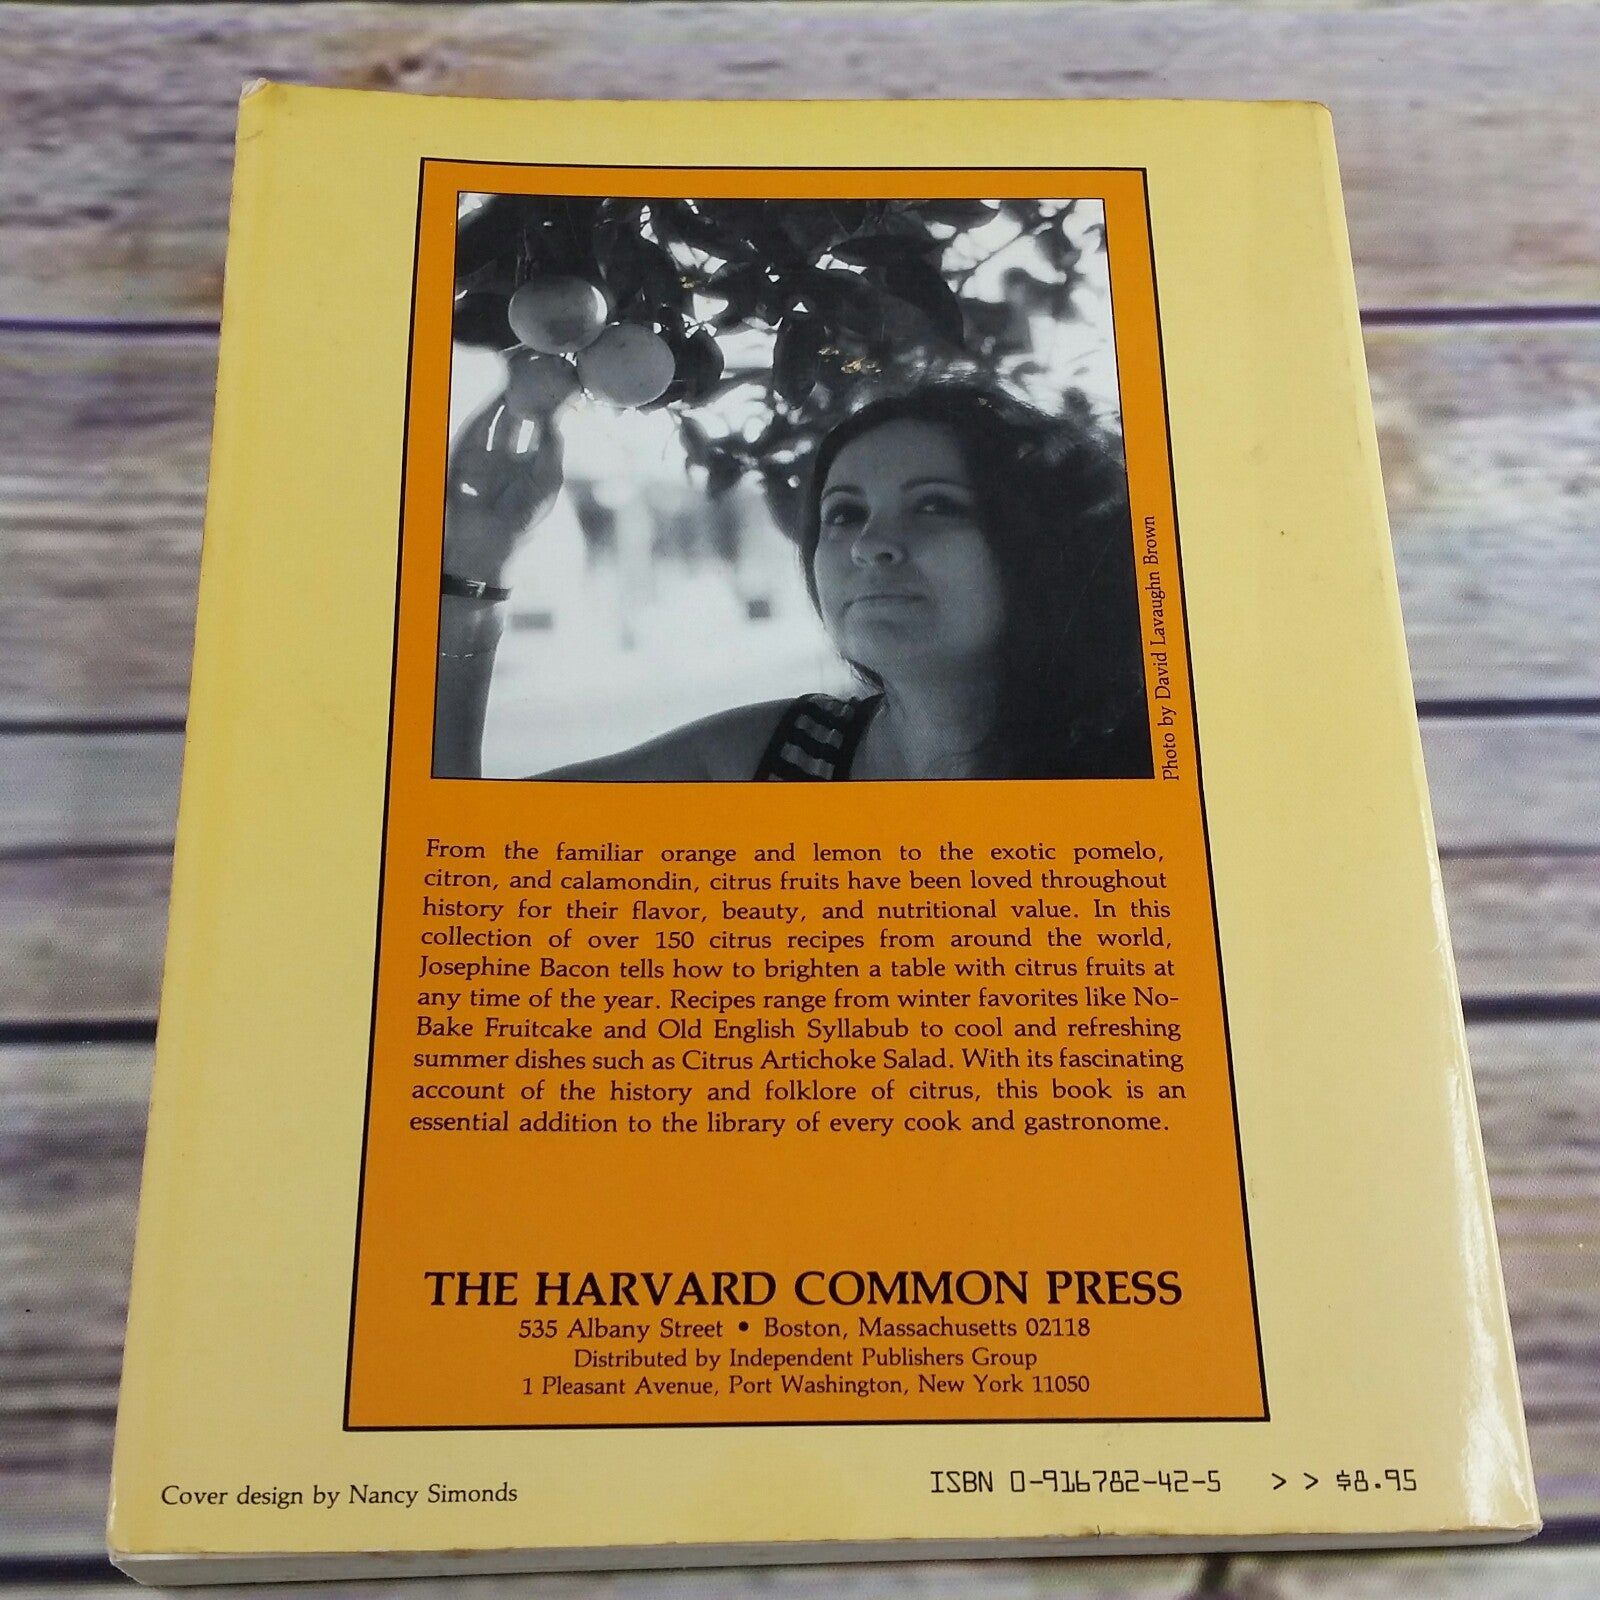 Photo by David Lavaughn Brown
From the familiar orange and lemon to the exotic pomelo,
citron, and calamondin, citrus fruits have been loved throughout
history for their flavor, beauty, and nutritional value. In this
collection of over 150 citrus recipes from around the world,
Josephine Bacon tells how to brighten a table with citrus fruits at
any time of the year. Recipes range from winter favorites like No-
Bake Fruitcake and Old English Syllabub to cool and refreshing
summer dishes such as Citrus Artichoke Salad. With its fascinating
account of the history and folklore of citrus, this book is an
essential addition to the library of every cook and gastronome.
THE HARVARD COMMON PRESS
535 Albany Street • Boston, Massachusetts 02118
Distributed by Independent Publishers Group
1 Pleasant Avenue, Port Washington, New York 11050
Cover design by Nancy Simonds
ISBN 0-916782-42-5 > > $8.95